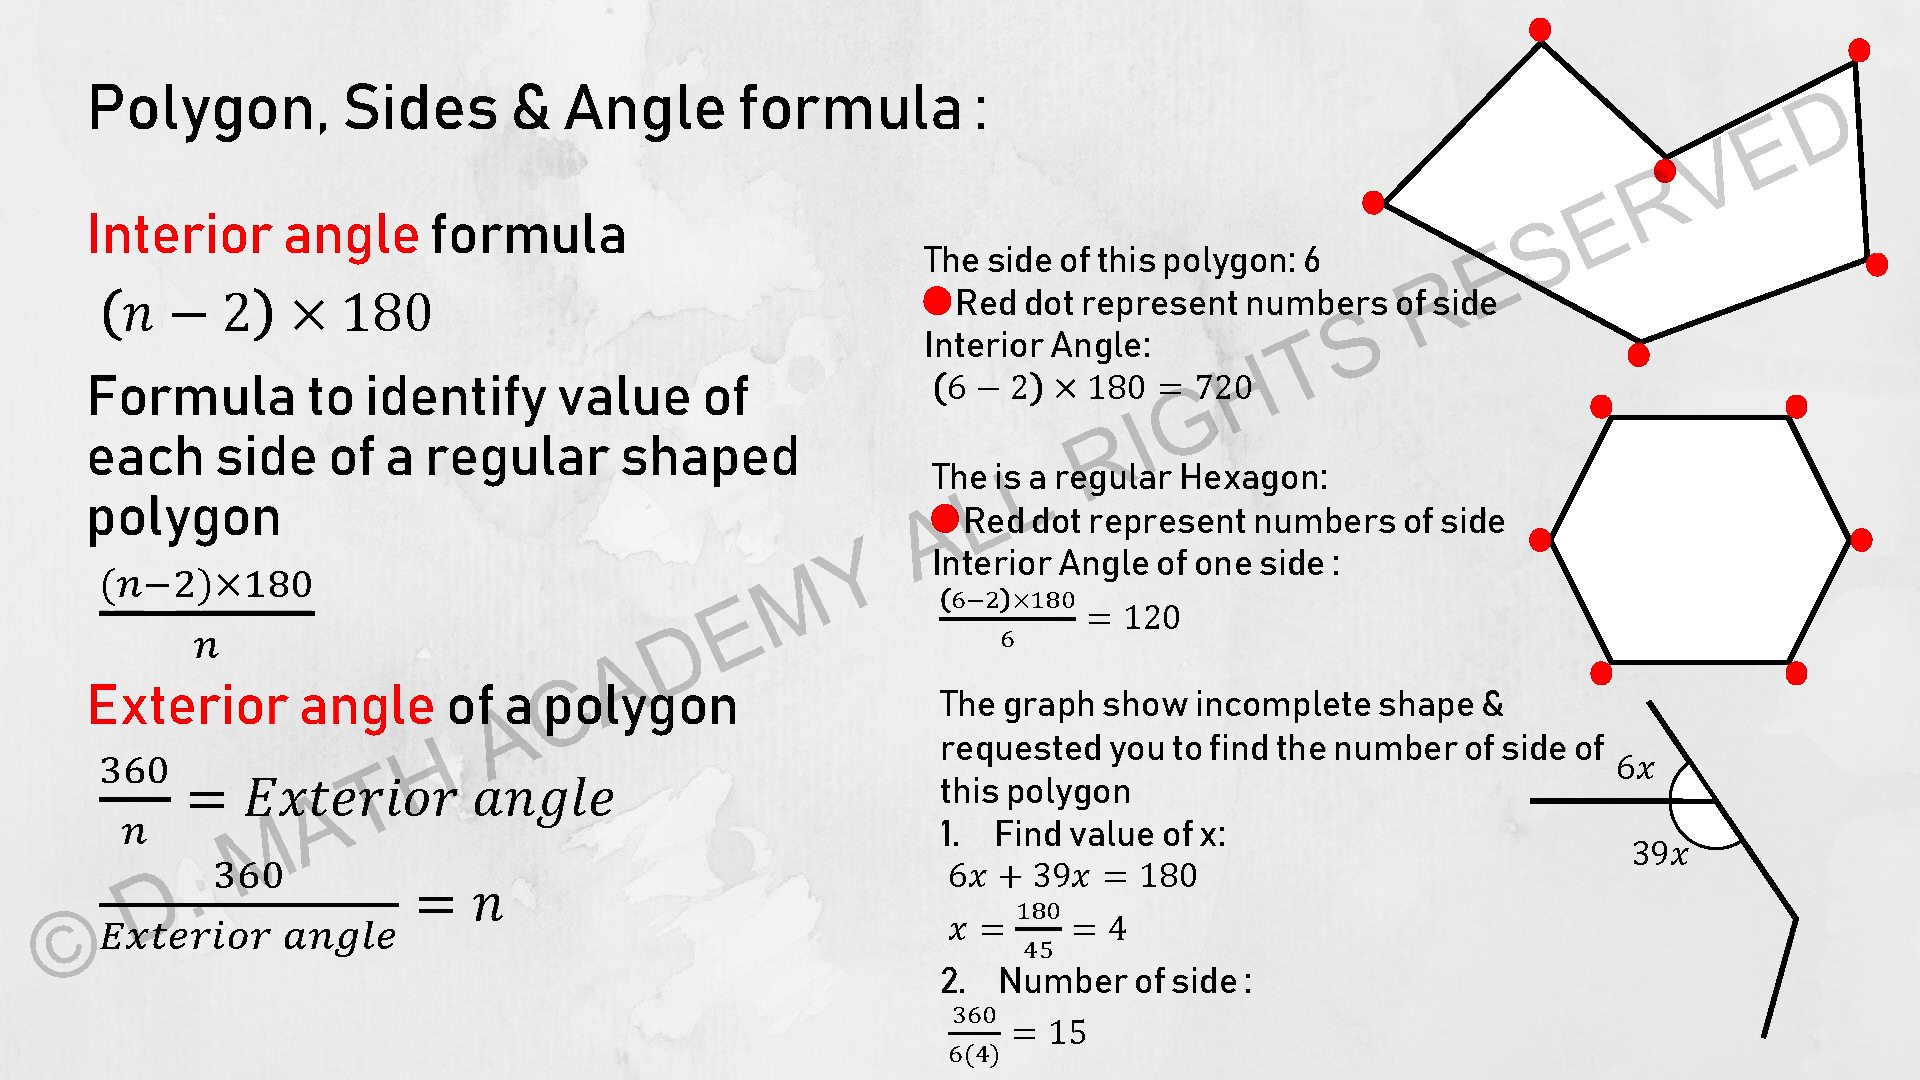 Polygon, Sides & Angle formula :
Interior angle formula
(n − 2) × 180
Formula to identify value of
each side of a regular shaped
polygon
(n−2)×180
n
Exterior angle of a polygon
360
n
= Exterior angle
360
Exterior angle
= n
The side of this polygon: 6
Red dot represent numbers of side
Interior Angle:
(6 − 2) × 180 = 720
The is a regular Hexagon:
Red dot represent numbers of side
Interior Angle of one side :
(6−2)×180
6
= 120
The graph show incomplete shape &
requested you to find the number of side of
this polygon
1. Find value of x:
6x + 39x = 180
x = 180/45 = 4
2. Number of side :
360
6(4)
= 15
6x
39x
© D. MATH ACADEMY ALL RIGHTS RESERVED